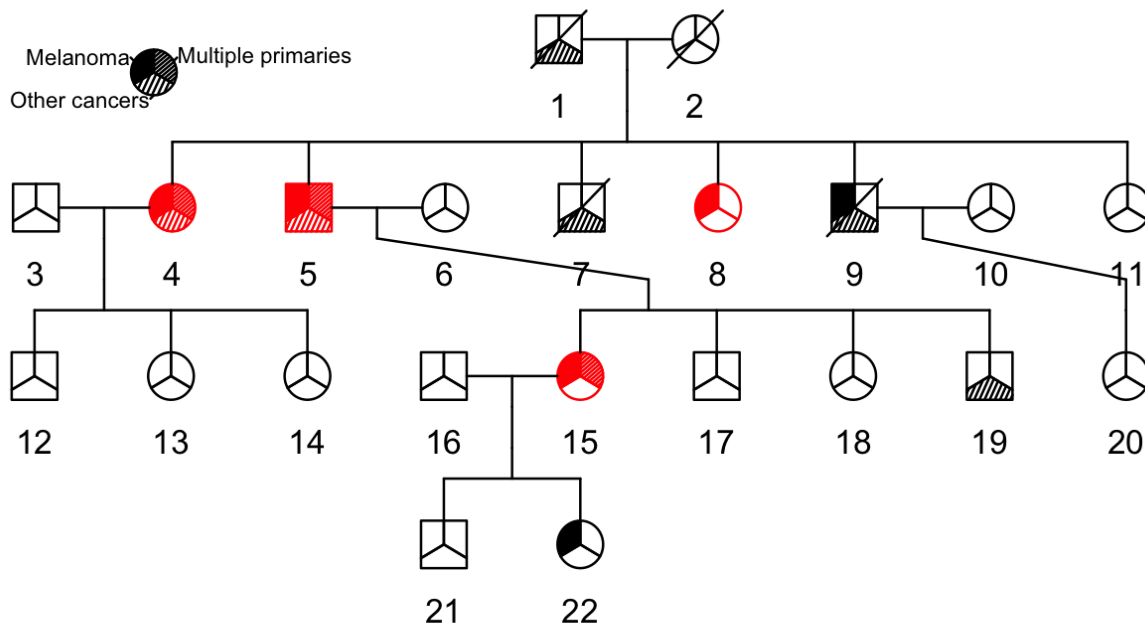 Melanoma Multiple primaries
Other cancers
1 2
3 4 5 6 7 8 9 10 11
12 13 14 16 15 17 18 19 20
21 22